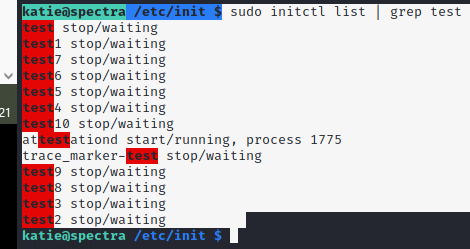 katie@spectra /etc/init $ sudo initctl list | grep test
test stop/waiting
test1 stop/waiting
test7 stop/waiting
test6 stop/waiting
test5 stop/waiting
test4 stop/waiting
test10 stop/waiting
attestationd start/running, process 1775
trace_marker-test stop/waiting
test9 stop/waiting
test8 stop/waiting
test3 stop/waiting
test2 stop/waiting
katie@spectra /etc/init $
21